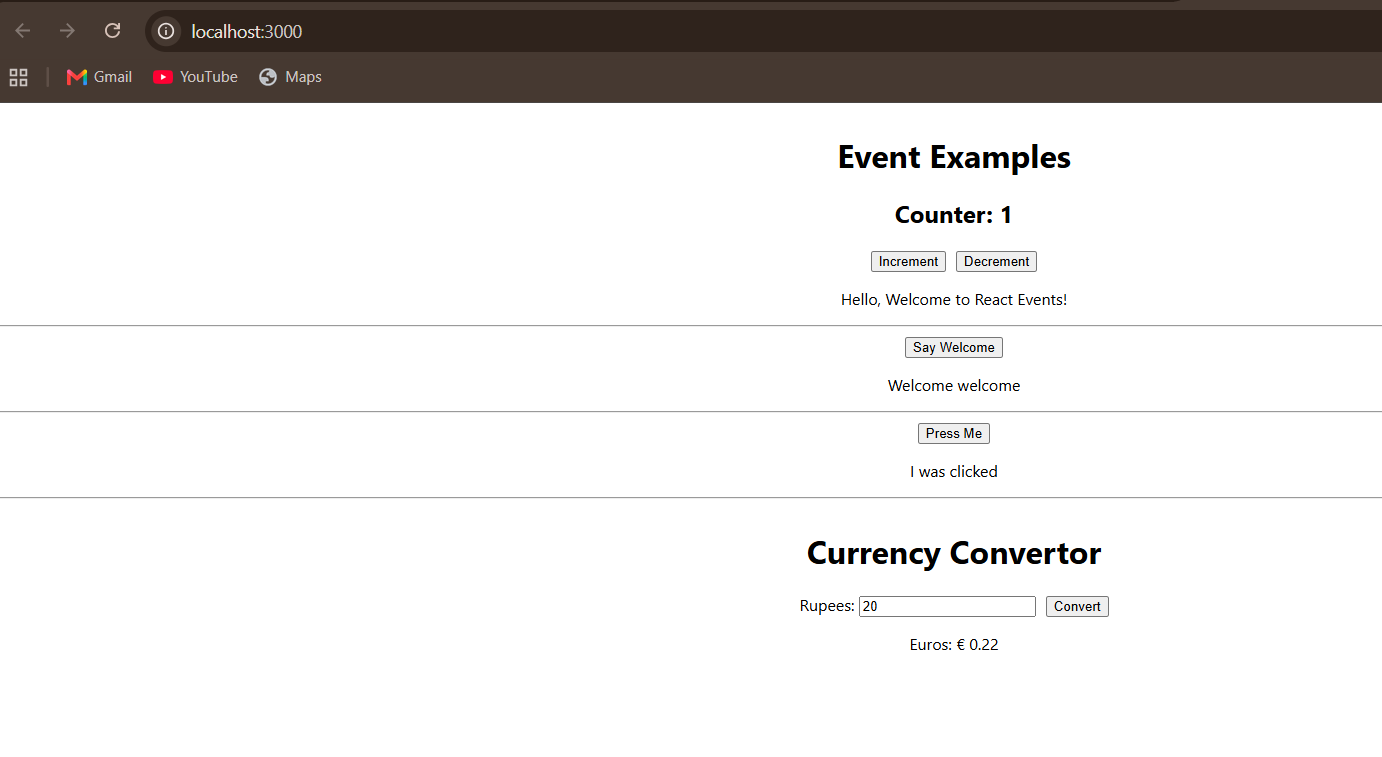 localhost:3000
Gmail YouTube Maps
Event Examples
Counter: 1
Increment Decrement
Hello, Welcome to React Events!
Say Welcome
Welcome welcome
Press Me
I was clicked
Currency Convertor
Rupees: 20 Convert
Euros: € 0.22